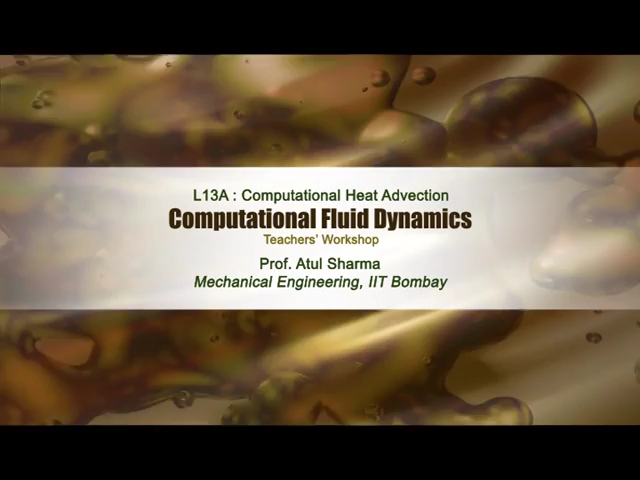 L13A : Computational Heat Advection
Computational Fluid Dynamics
Teachers' Workshop
Prof. Atul Sharma
Mechanical Engineering, IIT Bombay